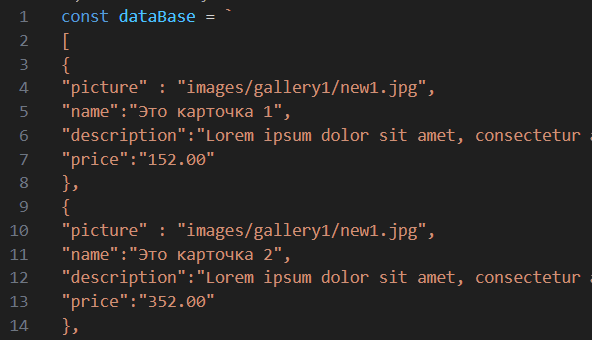 1 const dataBase = `
2 [
3 {
4 "picture" : "images/gallery1/new1.jpg",
5 "name":"Это карточка 1",
6 "description":"Lorem ipsum dolor sit amet, consectetur
7 "price":"152.00"
8 },
9 {
10 "picture" : "images/gallery1/new1.jpg",
11 "name":"Это карточка 2",
12 "description":"Lorem ipsum dolor sit amet, consectetur
13 "price":"352.00"
14 },